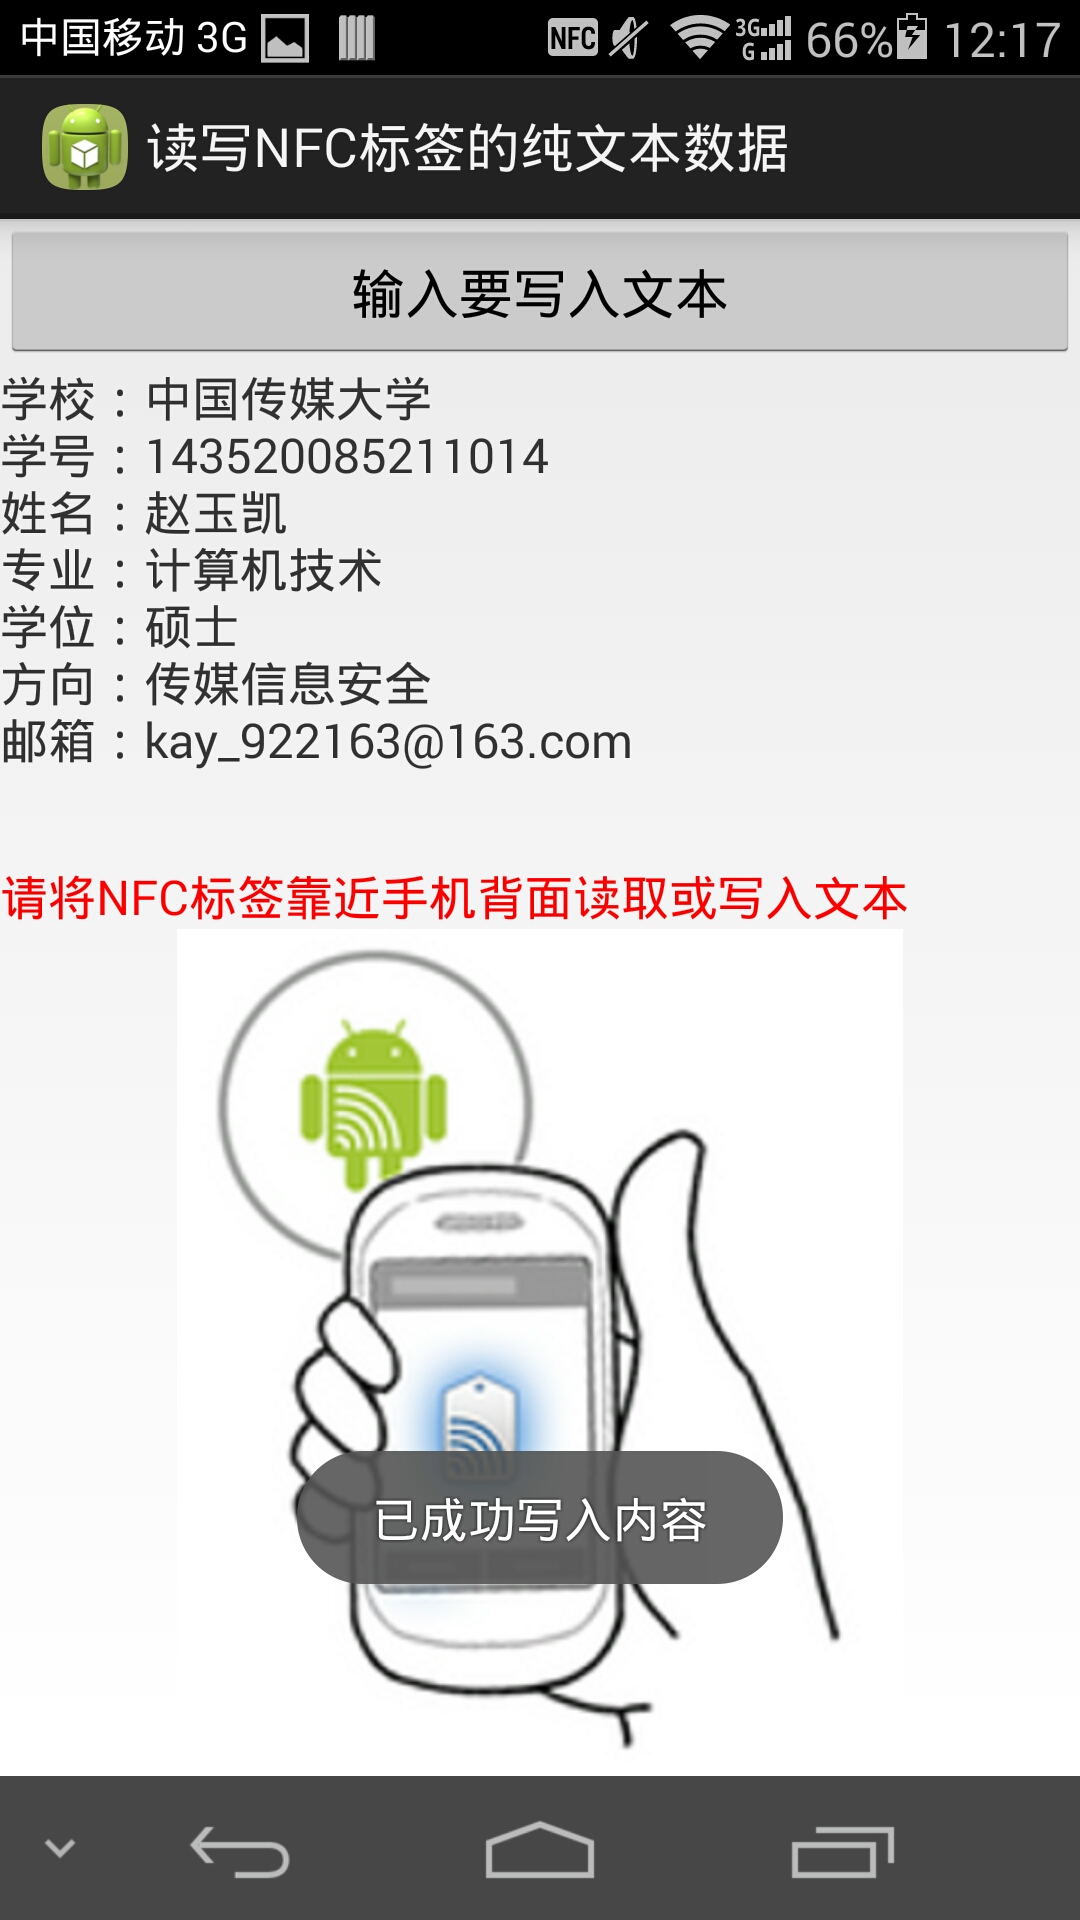 中国移动 3G NFC 3G G 66% 12:17
读写NFC标签的纯文本数据
输入要写入文本
学校：中国传媒大学
学号：143520085211014
姓名：赵玉凯
专业：计算机技术
学位：硕士
方向：传媒信息安全
邮箱：kay_922163@163.com
请将NFC标签靠近手机背面读取或写入文本
已成功写入内容